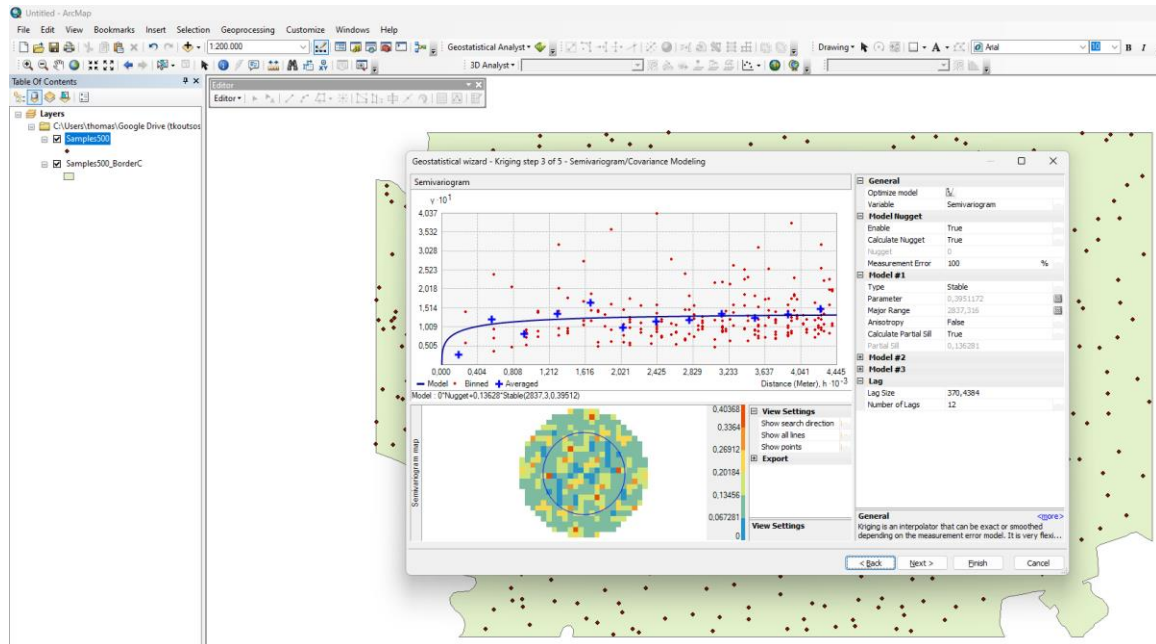 Untitled - ArcMap
File Edit View Bookmarks Insert Selection Geoprocessing Customize Windows Help
1:200.000 Geostatistical Analyst Drawing A Arial 10 B I
3D Analyst
Table Of Contents
Editor
Editor
Layers
C:\Users\thomas\Google Drive (tkoutsos
Samples500
Samples500_BorderC
Geostatistical wizard - Kriging step 3 of 5 - Semivariogram/Covariance Modeling
Semivariogram
γ ·10¹
4,037
3,532
3,028
2,523
2,018
1,514
1,009
0,505
0,000 0,404 0,808 1,212 1,616 2,021 2,425 2,829 3,233 3,637 4,041 4,445
Model Binned Averaged Distance (Meter), h ·10⁻³
Model : 0*Nugget+0,13628*Stable(2837,3,0,39512)
Semivariogram map
0,40368
0,3364
0,26912
0,20184
0,13456
0,067281
0
View Settings
Show search direction
Show all lines
Show points
Export
View Settings
General
Optimize model
Variable Semivariogram
Model Nugget
Enable True
Calculate Nugget True
Nugget 0
Measurement Error 100 %
Model #1
Type Stable
Parameter 0,3951172
Major Range 2837,316
Anisotropy False
Calculate Partial Sill True
Partial Sill 0,136281
Model #2
Model #3
Lag
Lag Size 370,4384
Number of Lags 12
General <more>
Kriging is an interpolator that can be exact or smoothed
depending on the measurement error model. It is very flexi...
< Back Next > Finish Cancel